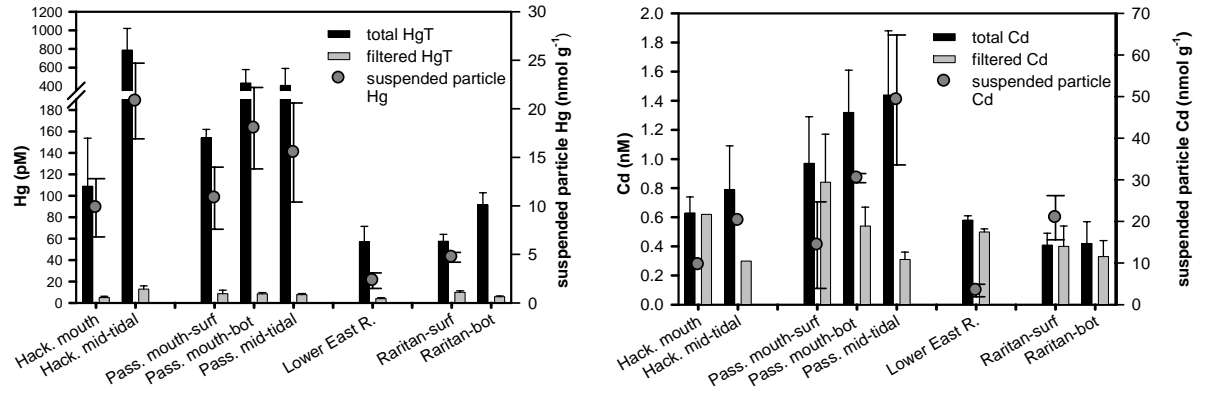 1200
1000
800
600
400
180
160
140
120
100
80
60
40
20
0
Hg (pM)
total HgT
filtered HgT
suspended particle
Hg
30
25
20
15
10
5
0
suspended particle Hg (nmol g-1)
Hack. mouth
Hack. mid-tidal
Pass. mouth-surf
Pass. mouth-bot
Pass. mid-tidal
Lower East R.
Raritan-surf
Raritan-bot
2.0
1.8
1.6
1.4
1.2
1.0
0.8
0.6
0.4
0.2
0.0
Cd (nM)
total Cd
filtered Cd
suspended particle
Cd
70
60
50
40
30
20
10
0
suspended particle Cd (nmol g-1)
Hack. mouth
Hack. mid-tidal
Pass. mouth-surf
Pass. mouth-bot
Pass. mid-tidal
Lower East R.
Raritan-surf
Raritan-bot